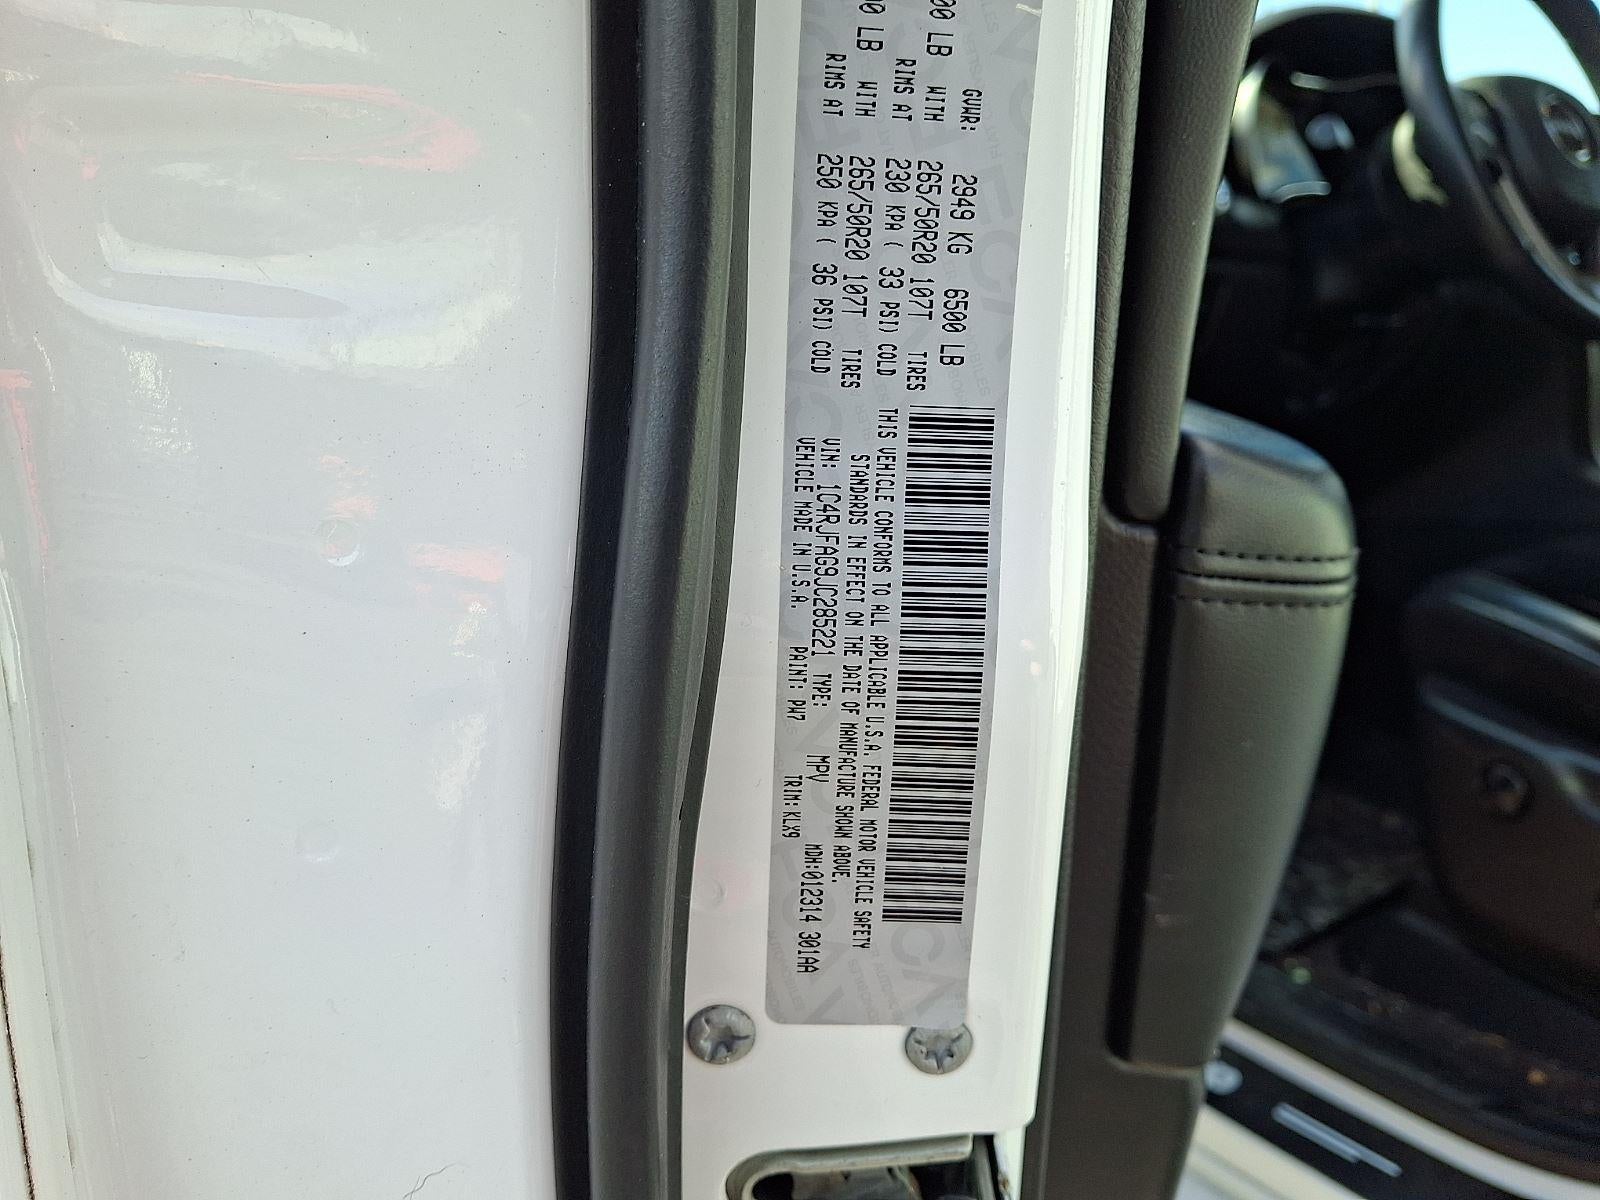 GVWR: 2949 KG 6500 LB
00 LB WITH 265/50R20 107T TIRES
RIMS AT 230 KPA ( 33 PSI) COLD
00 LB WITH 265/50R20 107T TIRES
RIMS AT 250 KPA ( 36 PSI) COLD
THIS VEHICLE CONFORMS TO ALL APPLICABLE U.S.A. FEDERAL MOTOR VEHICLE SAFETY
STANDARDS IN EFFECT ON THE DATE OF MANUFACTURE SHOWN ABOVE.
VIN: 1C4RJFAG9JC285221 TYPE: MPV MDH:012314 301AA
VEHICLE MADE IN U.S.A. PAINT: PW7 TRIM: KLX9